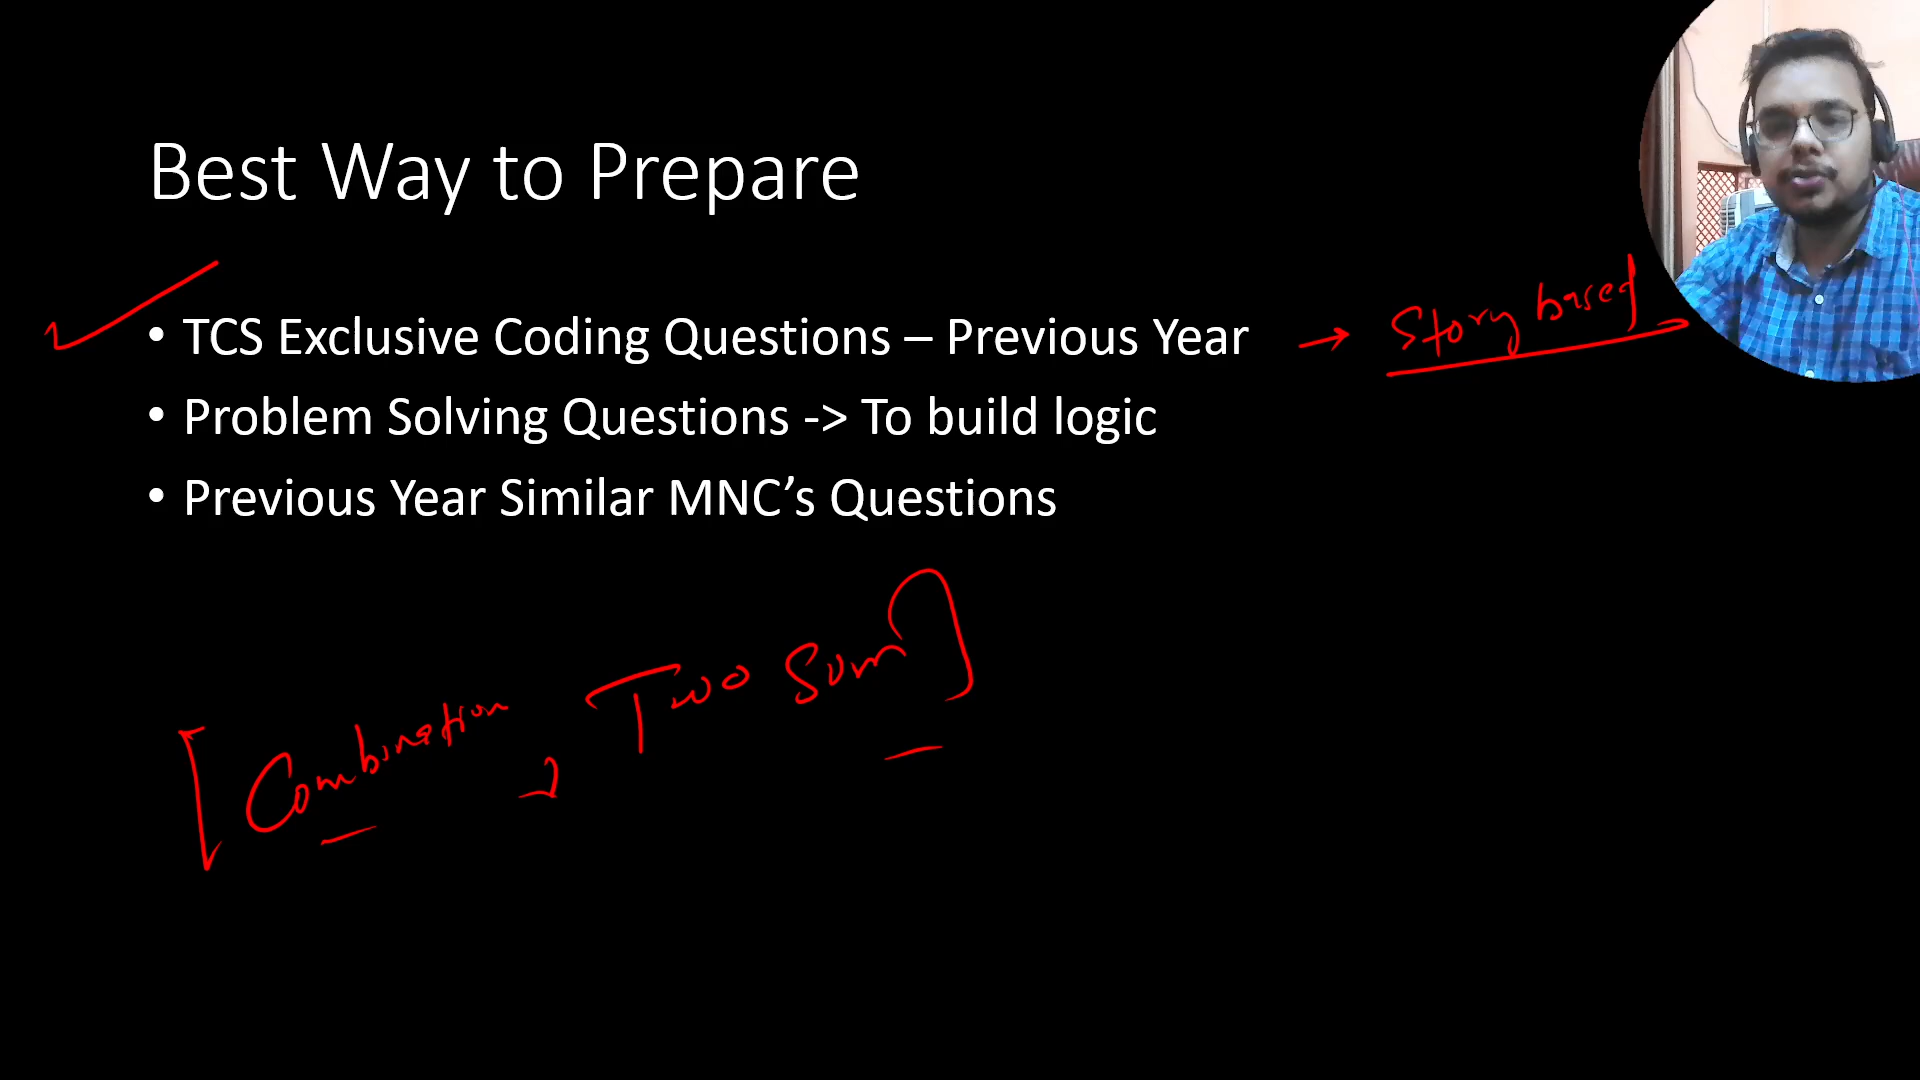 Best Way to Prepare
• TCS Exclusive Coding Questions – Previous Year → Story based
• Problem Solving Questions -> To build logic
• Previous Year Similar MNC’s Questions
[Combination, Two Sum]